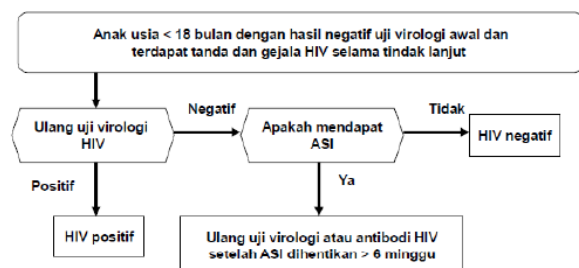 Anak usia < 18 bulan dengan hasil negatif uji virologi awal dan
terdapat tanda dan gejala HIV selama tindak lanjut
Ulang uji virologi
HIV
Negatif
Apakah mendapat
ASI
Tidak
HIV negatif
Positif
Ya
HIV positif
Ulang uji virologi atau antibodi HIV
setelah ASI dihentikan > 6 minggu